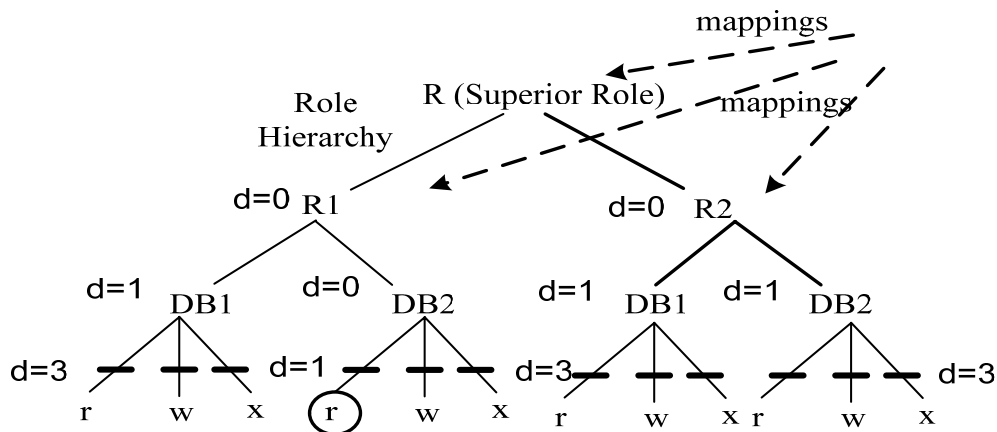 mappings
R (Superior Role)
mappings
Role
Hierarchy
d=0 R1
d=0 R2
d=1 DB1
d=0 DB2
d=1 DB1
d=1 DB2
d=3
d=1
d=3
d=3
r w x r w x r w x r w x